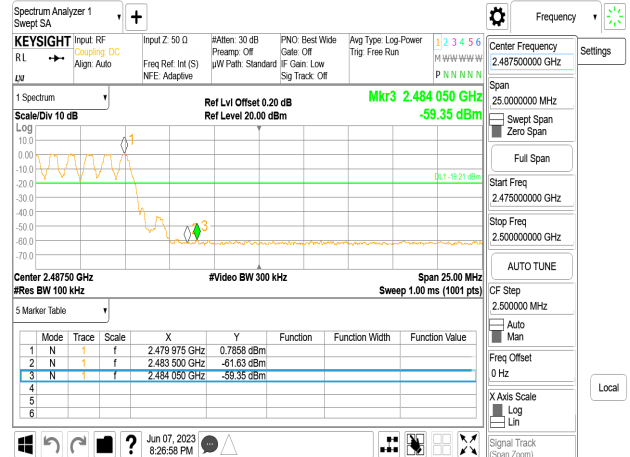 Spectrum Analyzer 1
Swept SA
Frequency
KEYSIGHT
RL
Input: RF
Coupling: DC
Align: Auto
Input Z: 50 Ω
Freq Ref: Int (S)
NFE: Adaptive
#Atten: 30 dB
Preamp: Off
µW Path: Standard
PNO: Best Wide
Gate: Off
IF Gain: Low
Sig Track: Off
Avg Type: Log-Power
Trig: Free Run
1 2 3 4 5 6
M W W W W W
P N N N N N
Center Frequency
2.487500000 GHz
Settings
Span
25.0000000 MHz
Swept Span
Zero Span
Full Span
Start Freq
2.475000000 GHz
Stop Freq
2.500000000 GHz
AUTO TUNE
CF Step
2.500000 MHz
Auto
Man
Freq Offset
0 Hz
X Axis Scale
Log
Lin
Local
Signal Track
(Span Zoom)
1 Spectrum
Scale/Div 10 dB
Ref Lvl Offset 0.20 dB
Ref Level 20.00 dBm
Mkr3 2.484 050 GHz
-59.35 dBm
Log
10.0
0.00
-10.0
-20.0
-30.0
-40.0
-50.0
-60.0
-70.0
1
3
DL1 -19.21 dBm
Center 2.48750 GHz
#Video BW 300 kHz
Span 25.00 MHz
#Res BW 100 kHz
Sweep 1.00 ms (1001 pts)
5 Marker Table
Mode Trace Scale X Y Function Function Width Function Value
1 N 1 f 2.479 975 GHz 0.7858 dBm
2 N 1 f 2.483 500 GHz -61.63 dBm
3 N 1 f 2.484 050 GHz -59.35 dBm
4
5
6
?
Jun 07, 2023
8:26:58 PM